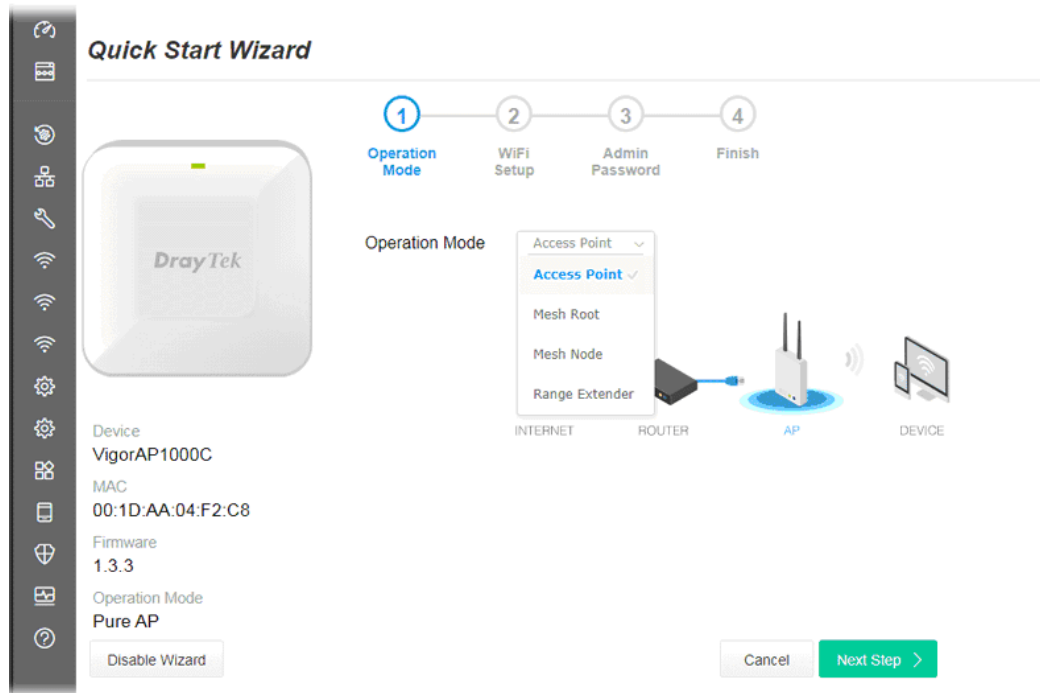 Quick Start Wizard
1
2
3
4
Operation Mode
WiFi Setup
Admin Password
Finish
DrayTek
Operation Mode
Access Point
Access Point
Mesh Root
Mesh Node
Range Extender
INTERNET
ROUTER
AP
DEVICE
Device
VigorAP1000C
MAC
00:1D:AA:04:F2:C8
Firmware
1.3.3
Operation Mode
Pure AP
Disable Wizard
Cancel
Next Step